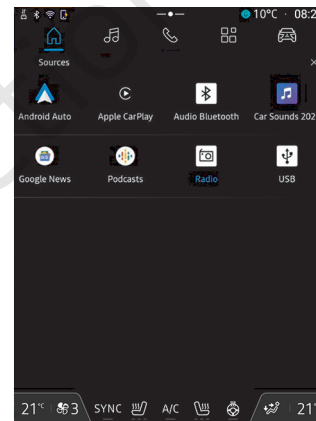 10°C · 08:2
Sources
Android Auto
Apple CarPlay
Audio Bluetooth
Car Sounds 202
Google News
Podcasts
Radio
USB
21°C 3 SYNC A/C 21°